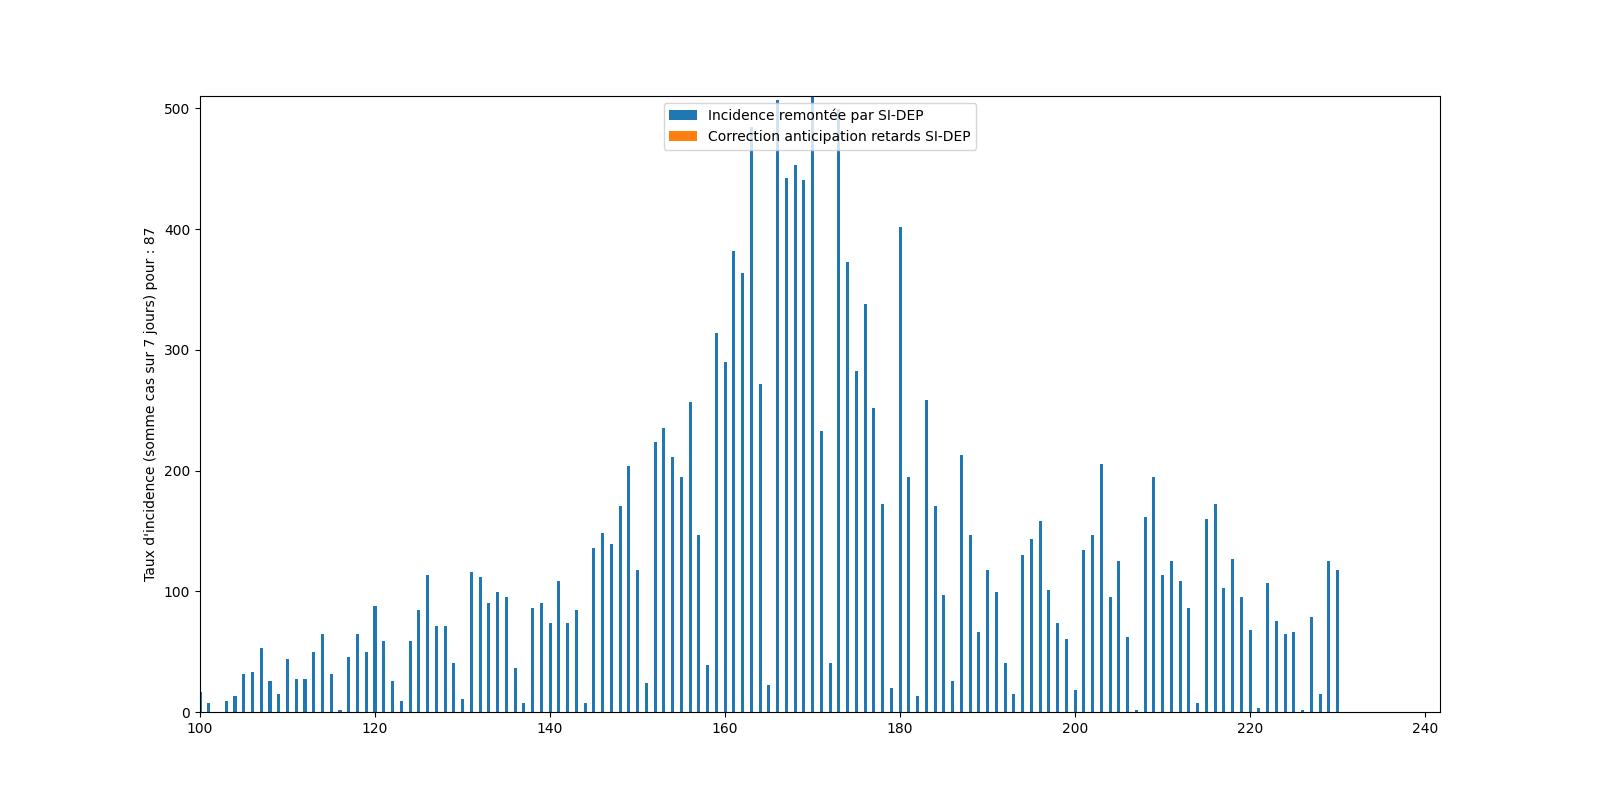 Incidence remontée par SI-DEP
Correction anticipation retards SI-DEP
Taux d'incidence (somme cas sur 7 jours) pour : 87
500
400
300
200
100
0
100 120 140 160 180 200 220 240